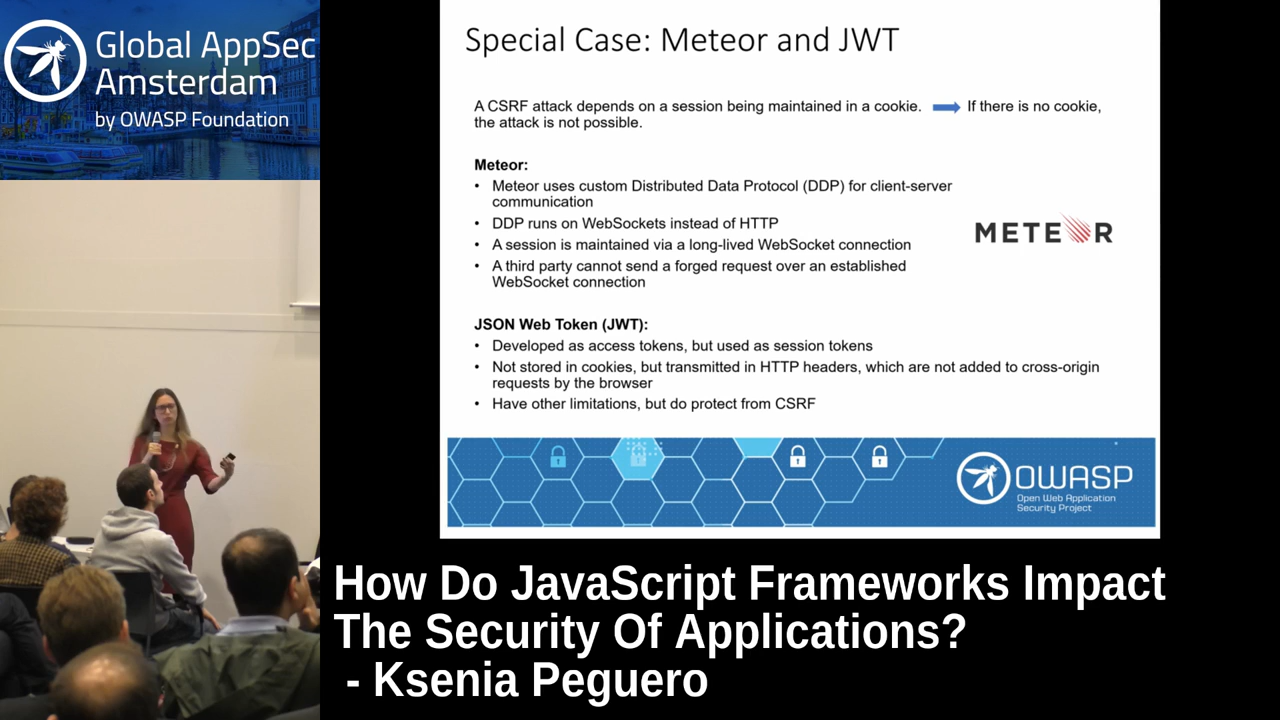 Global AppSec
Amsterdam
by OWASP Foundation
Special Case: Meteor and JWT
A CSRF attack depends on a session being maintained in a cookie. If there is no cookie,
the attack is not possible.
Meteor:
• Meteor uses custom Distributed Data Protocol (DDP) for client-server
communication
• DDP runs on WebSockets instead of HTTP
• A session is maintained via a long-lived WebSocket connection
• A third party cannot send a forged request over an established
WebSocket connection
METEOR
JSON Web Token (JWT):
• Developed as access tokens, but used as session tokens
• Not stored in cookies, but transmitted in HTTP headers, which are not added to cross-origin
requests by the browser
• Have other limitations, but do protect from CSRF
OWASP
Open Web Application
Security Project
How Do JavaScript Frameworks Impact
The Security Of Applications?
- Ksenia Peguero